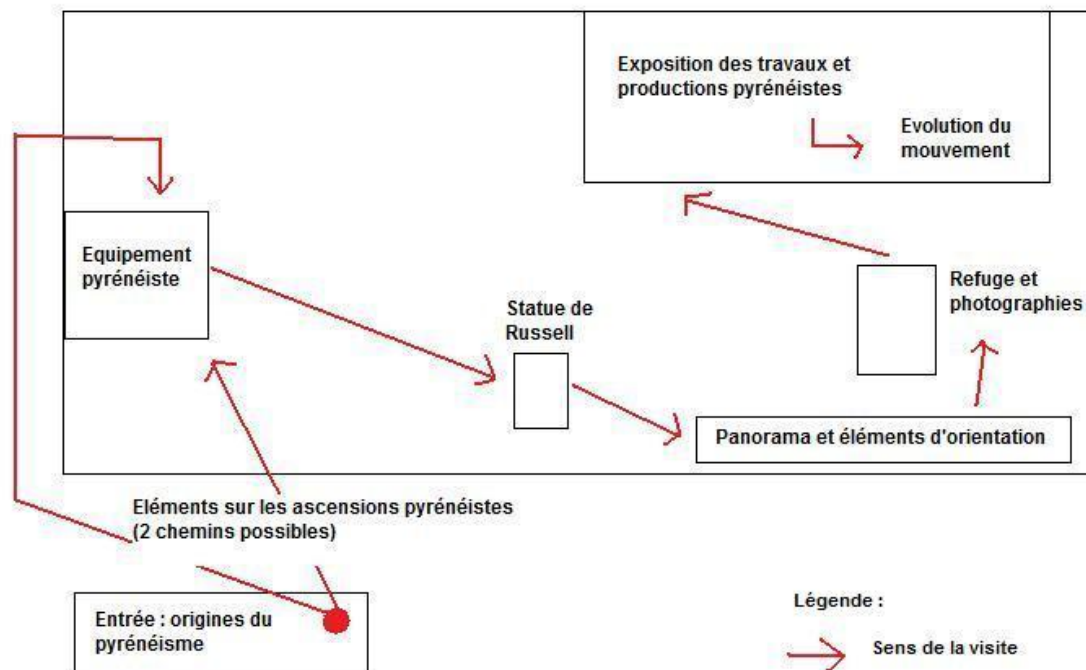 Exposition des travaux et
productions pyrénéistes
Evolution du
mouvement
Equipement
pyrénéiste
Statue de
Russell
Refuge et
photographies
Panorama et éléments d'orientation
Eléments sur les ascensions pyrénéistes
(2 chemins possibles)
Entrée : origines du
pyrénéisme
Légende :
Sens de la visite